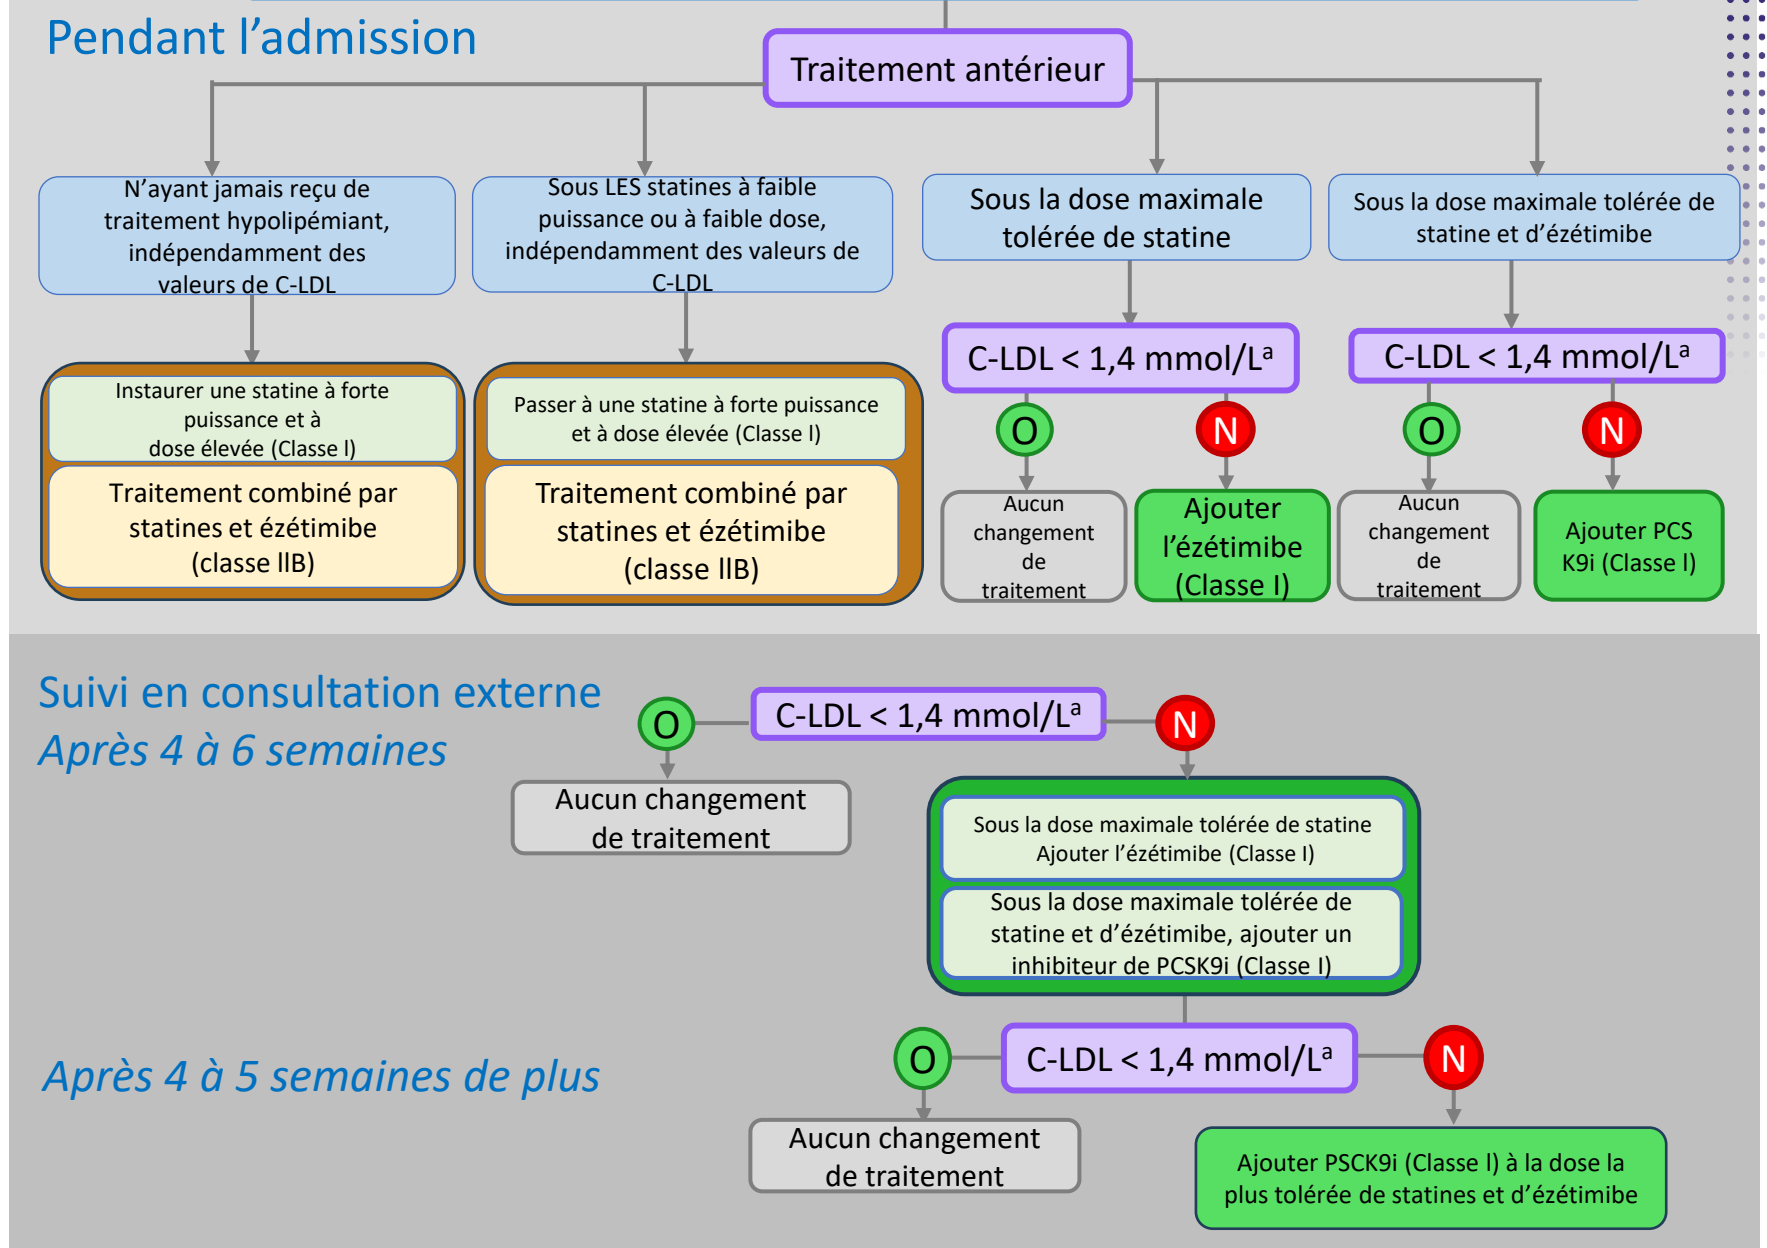 Pendant l'admission
Traitement antérieur
N'ayant jamais reçu de
traitement hypolipémiant,
indépendamment des
valeurs de C-LDL
Sous LES statines à faible
puissance ou à faible dose,
indépendamment des valeurs de
C-LDL
Sous la dose maximale
tolérée de statine
Sous la dose maximale tolérée de
statine et d'ézétimibe
Instaurer une statine à forte
puissance et à
dose élevée (Classe l)
Traitement combiné par
statines et ézétimibe
(classe llB)
Passer à une statine à forte puissance
et à dose élevée (Classe l)
Traitement combiné par
statines et ézétimibe
(classe llB)
C-LDL < 1,4 mmol/Lᵃ
O
N
Aucun
changement
de
traitement
Ajouter
l'ézétimibe
(Classe I)
C-LDL < 1,4 mmol/Lᵃ
O
N
Aucun
changement
de
traitement
Ajouter PCS
K9i (Classe l)
Suivi en consultation externe
Après 4 à 6 semaines
O
C-LDL < 1,4 mmol/Lᵃ
N
Aucun changement
de traitement
Sous la dose maximale tolérée de statine
Ajouter l'ézétimibe (Classe I)
Sous la dose maximale tolérée de
statine et d'ézétimibe, ajouter un
inhibiteur de PCSK9i (Classe I)
Après 4 à 5 semaines de plus
O
C-LDL < 1,4 mmol/Lᵃ
N
Aucun changement
de traitement
Ajouter PSCK9i (Classe l) à la dose la
plus tolérée de statines et d'ézétimibe